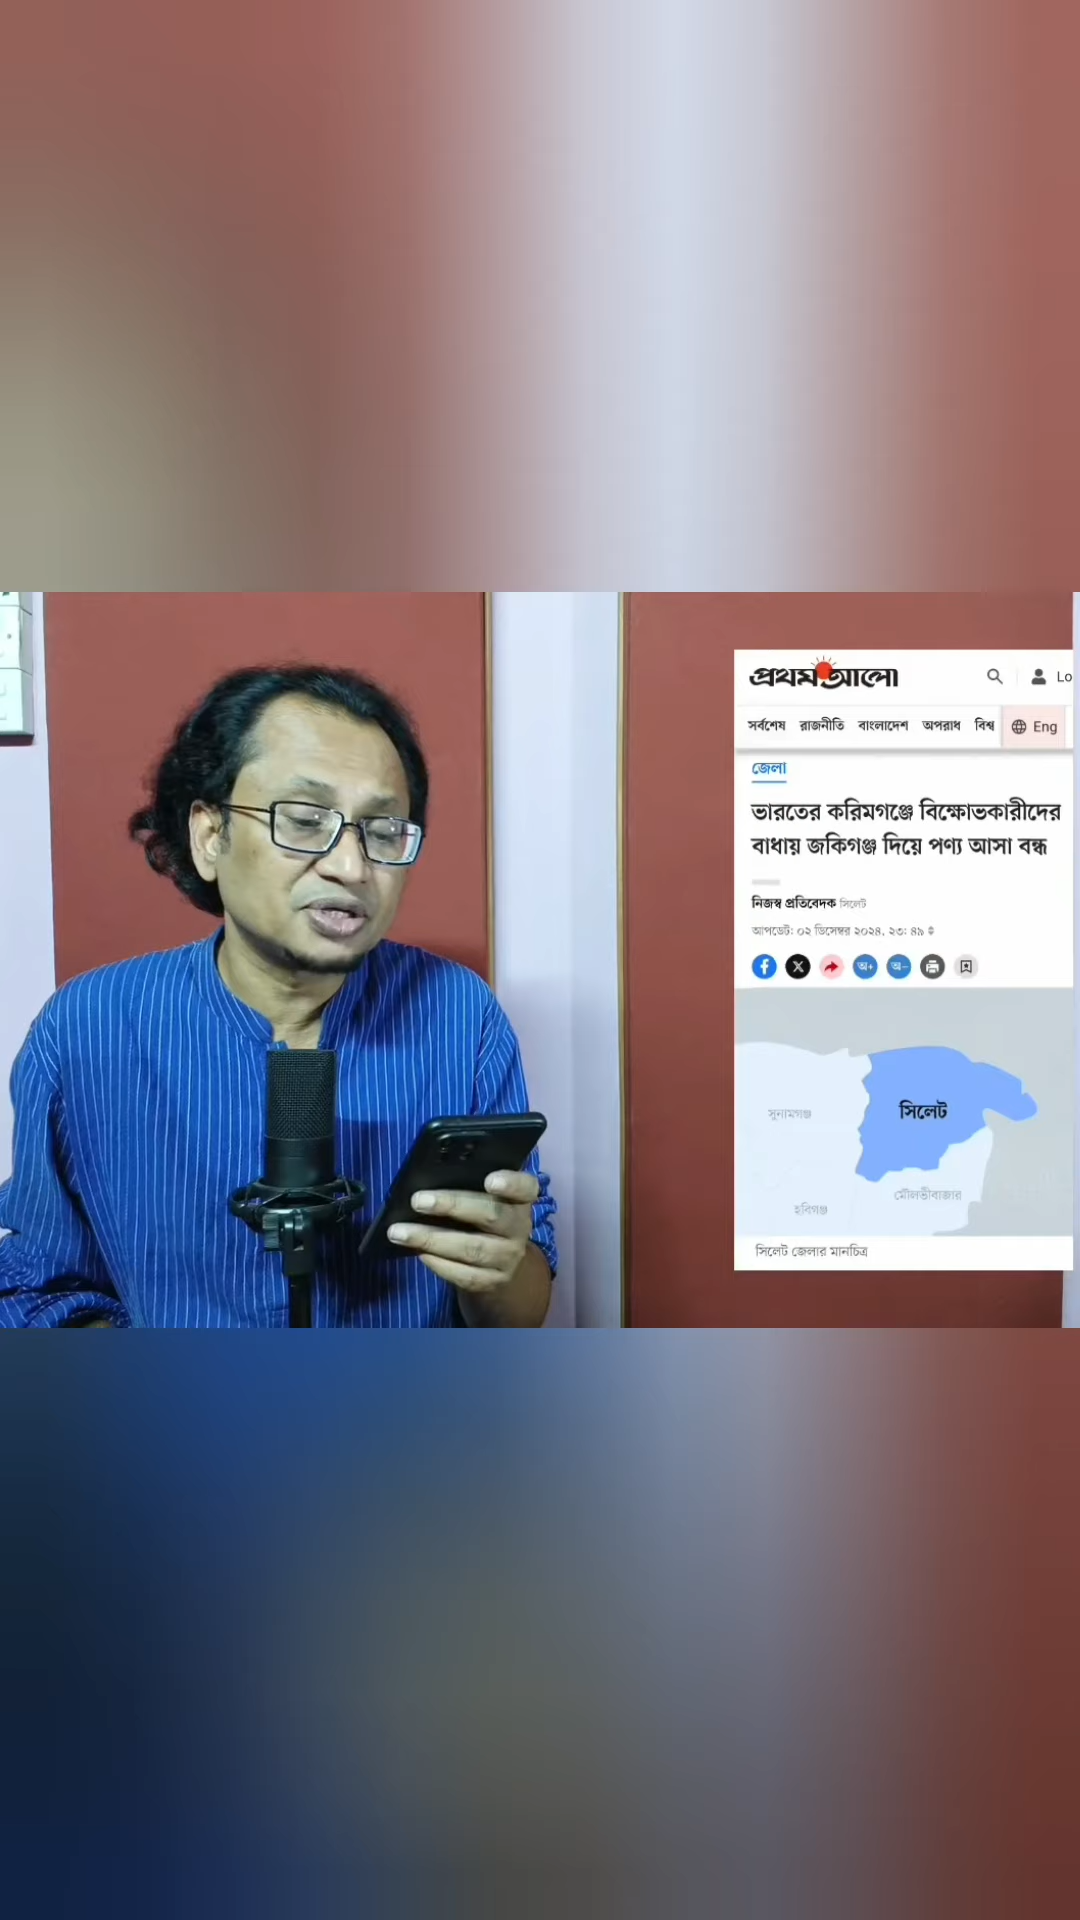 প্রথম আলো
Lo
সর্বশেষ রাজনীতি বাংলাদেশ অপরাধ বিশ্ব Eng
জেলা
ভারতের করিমগঞ্জে বিক্ষোভকারীদের
বাধায় জকিগঞ্জ দিয়ে পণ্য আসা বন্ধ
নিজস্ব প্রতিবেদক সিলেট
আপডেট: ০২ ডিসেম্বর ২০২৪, ২৩: ৪৯
অ+ অ−
সিলেট
সুনামগঞ্জ
মৌলভীবাজার
হবিগঞ্জ
সিলেট জেলার মানচিত্র